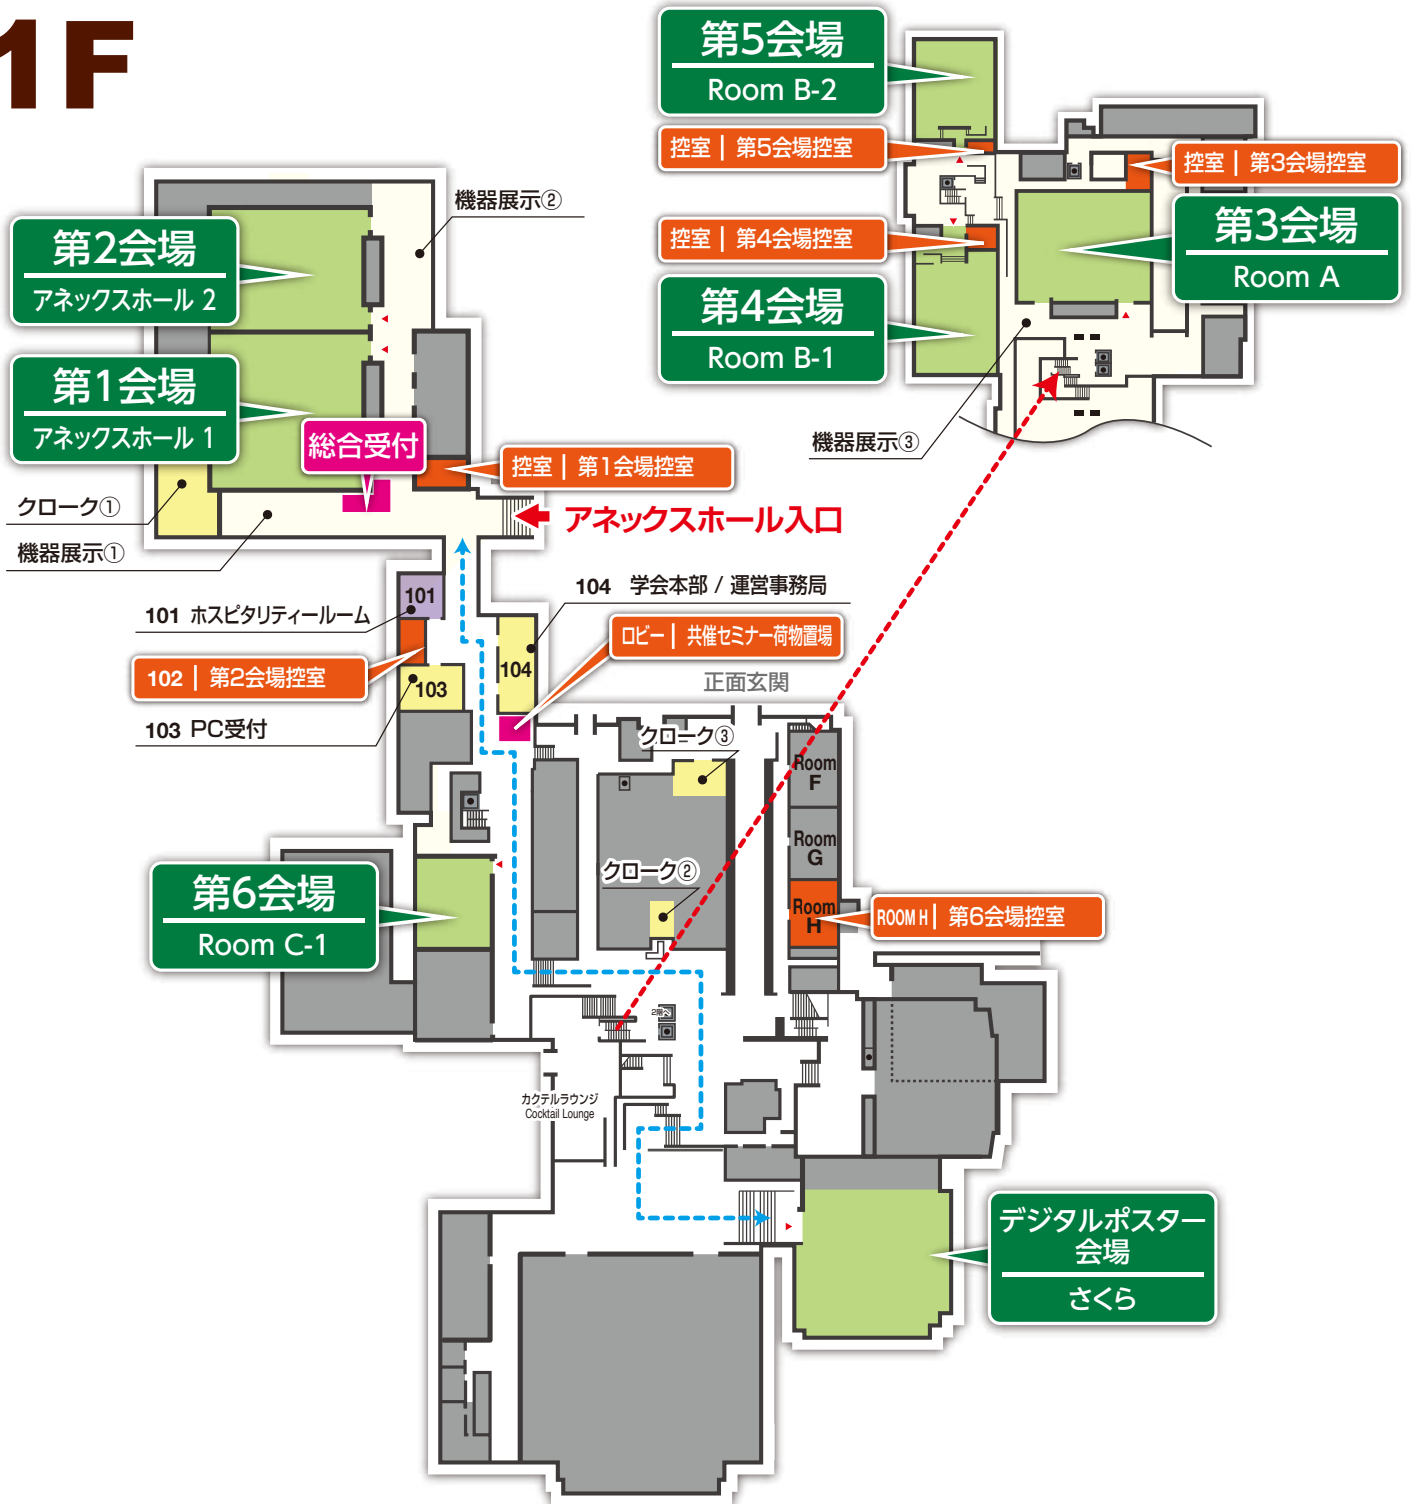 1F
第5会場
Room B-2
控室 | 第5会場控室
控室 | 第3会場控室
機器展示②
第2会場
アネックスホール 2
控室 | 第4会場控室
第3会場
Room A
第4会場
Room B-1
第1会場
アネックスホール 1
総合受付
機器展示③
控室 | 第1会場控室
クローク①
アネックスホール入口
機器展示①
101
104 学会本部 / 運営事務局
101 ホスピタリティールーム
ロビー | 共催セミナー荷物置場
104
102 | 第2会場控室
103
正面玄関
103 PC受付
クローク③
Room
F
Room
G
クローク②
第6会場
Room C-1
Room
H
ROOM H | 第6会場控室
2階へ
カクテルラウンジ
Cocktail Lounge
デジタルポスター
会場
さくら